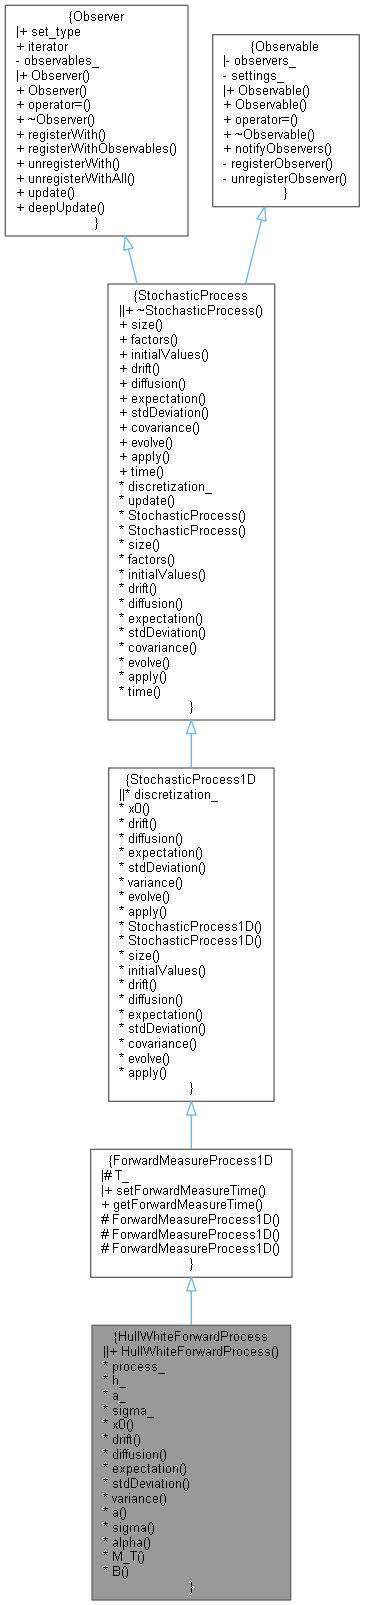 {Observer
|+ set_type
+ iterator
- observables_
|+ Observer()
+ Observer()
+ operator=()
+ ~Observer()
+ registerWith()
+ registerWithObservables()
+ unregisterWith()
+ unregisterWithAll()
+ update()
+ deepUpdate()
}
{Observable
|- observers_
- settings_
|+ Observable()
+ Observable()
+ operator=()
+ ~Observable()
+ notifyObservers()
- registerObserver()
- unregisterObserver()
}
{StochasticProcess
||+ ~StochasticProcess()
+ size()
+ factors()
+ initialValues()
+ drift()
+ diffusion()
+ expectation()
+ stdDeviation()
+ covariance()
+ evolve()
+ apply()
+ time()
* discretization_
* update()
* StochasticProcess()
* StochasticProcess()
* size()
* factors()
* initialValues()
* drift()
* diffusion()
* expectation()
* stdDeviation()
* covariance()
* evolve()
* apply()
* time()
}
{StochasticProcess1D
||* discretization_
* x0()
* drift()
* diffusion()
* expectation()
* stdDeviation()
* variance()
* evolve()
* apply()
* StochasticProcess1D()
* StochasticProcess1D()
* size()
* initialValues()
* drift()
* diffusion()
* expectation()
* stdDeviation()
* covariance()
* evolve()
* apply()
}
{ForwardMeasureProcess1D
|# T_
|+ setForwardMeasureTime()
+ getForwardMeasureTime()
# ForwardMeasureProcess1D()
# ForwardMeasureProcess1D()
# ForwardMeasureProcess1D()
}
{HullWhiteForwardProcess
||+ HullWhiteForwardProcess()
* process_
* h_
* a_
* sigma_
* x0()
* drift()
* diffusion()
* expectation()
* stdDeviation()
* variance()
* a()
* sigma()
* alpha()
* M_T()
* B()
}